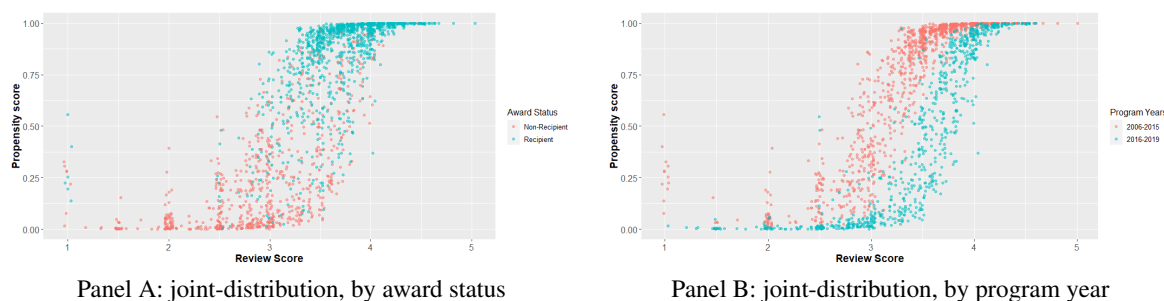 1.00
0.75
0.50
0.25
0.00
Propensity score
1 2 3 4 5
Review Score
Award Status
Non-Recipient
Recipient
Panel A: joint-distribution, by award status
1.00
0.75
0.50
0.25
0.00
Propensity score
1 2 3 4 5
Review Score
Program Years
2006-2015
2016-2019
Panel B: joint-distribution, by program year